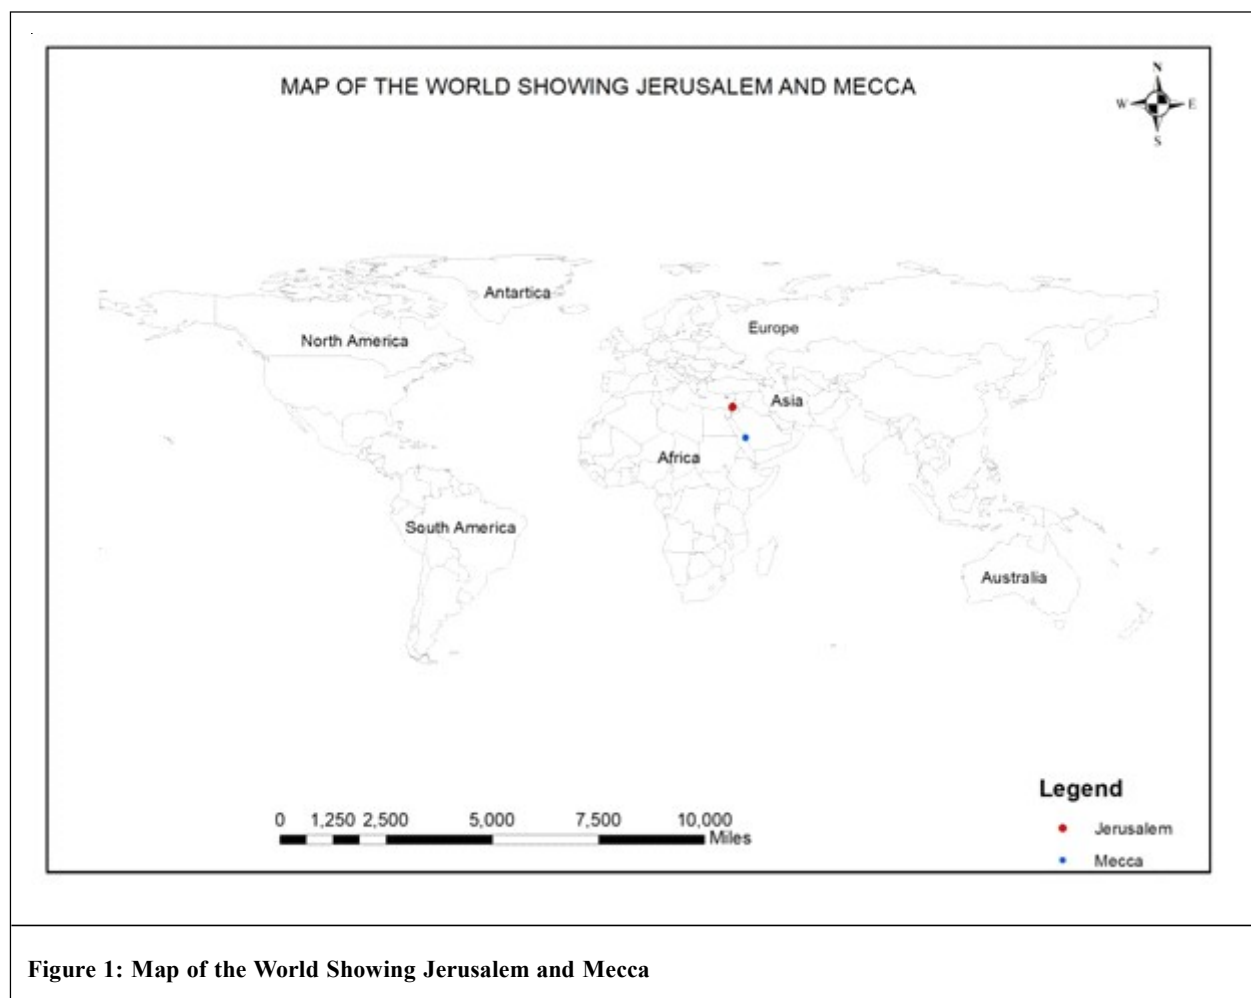 MAP OF THE WORLD SHOWING JERUSALEM AND MECCA
N
W E
S
Antartica
North America
Europe
Asia
Africa
South America
Australia
Legend
0 1,250 2,500 5,000 7,500 10,000
Miles
Jerusalem
Mecca
Figure 1: Map of the World Showing Jerusalem and Mecca